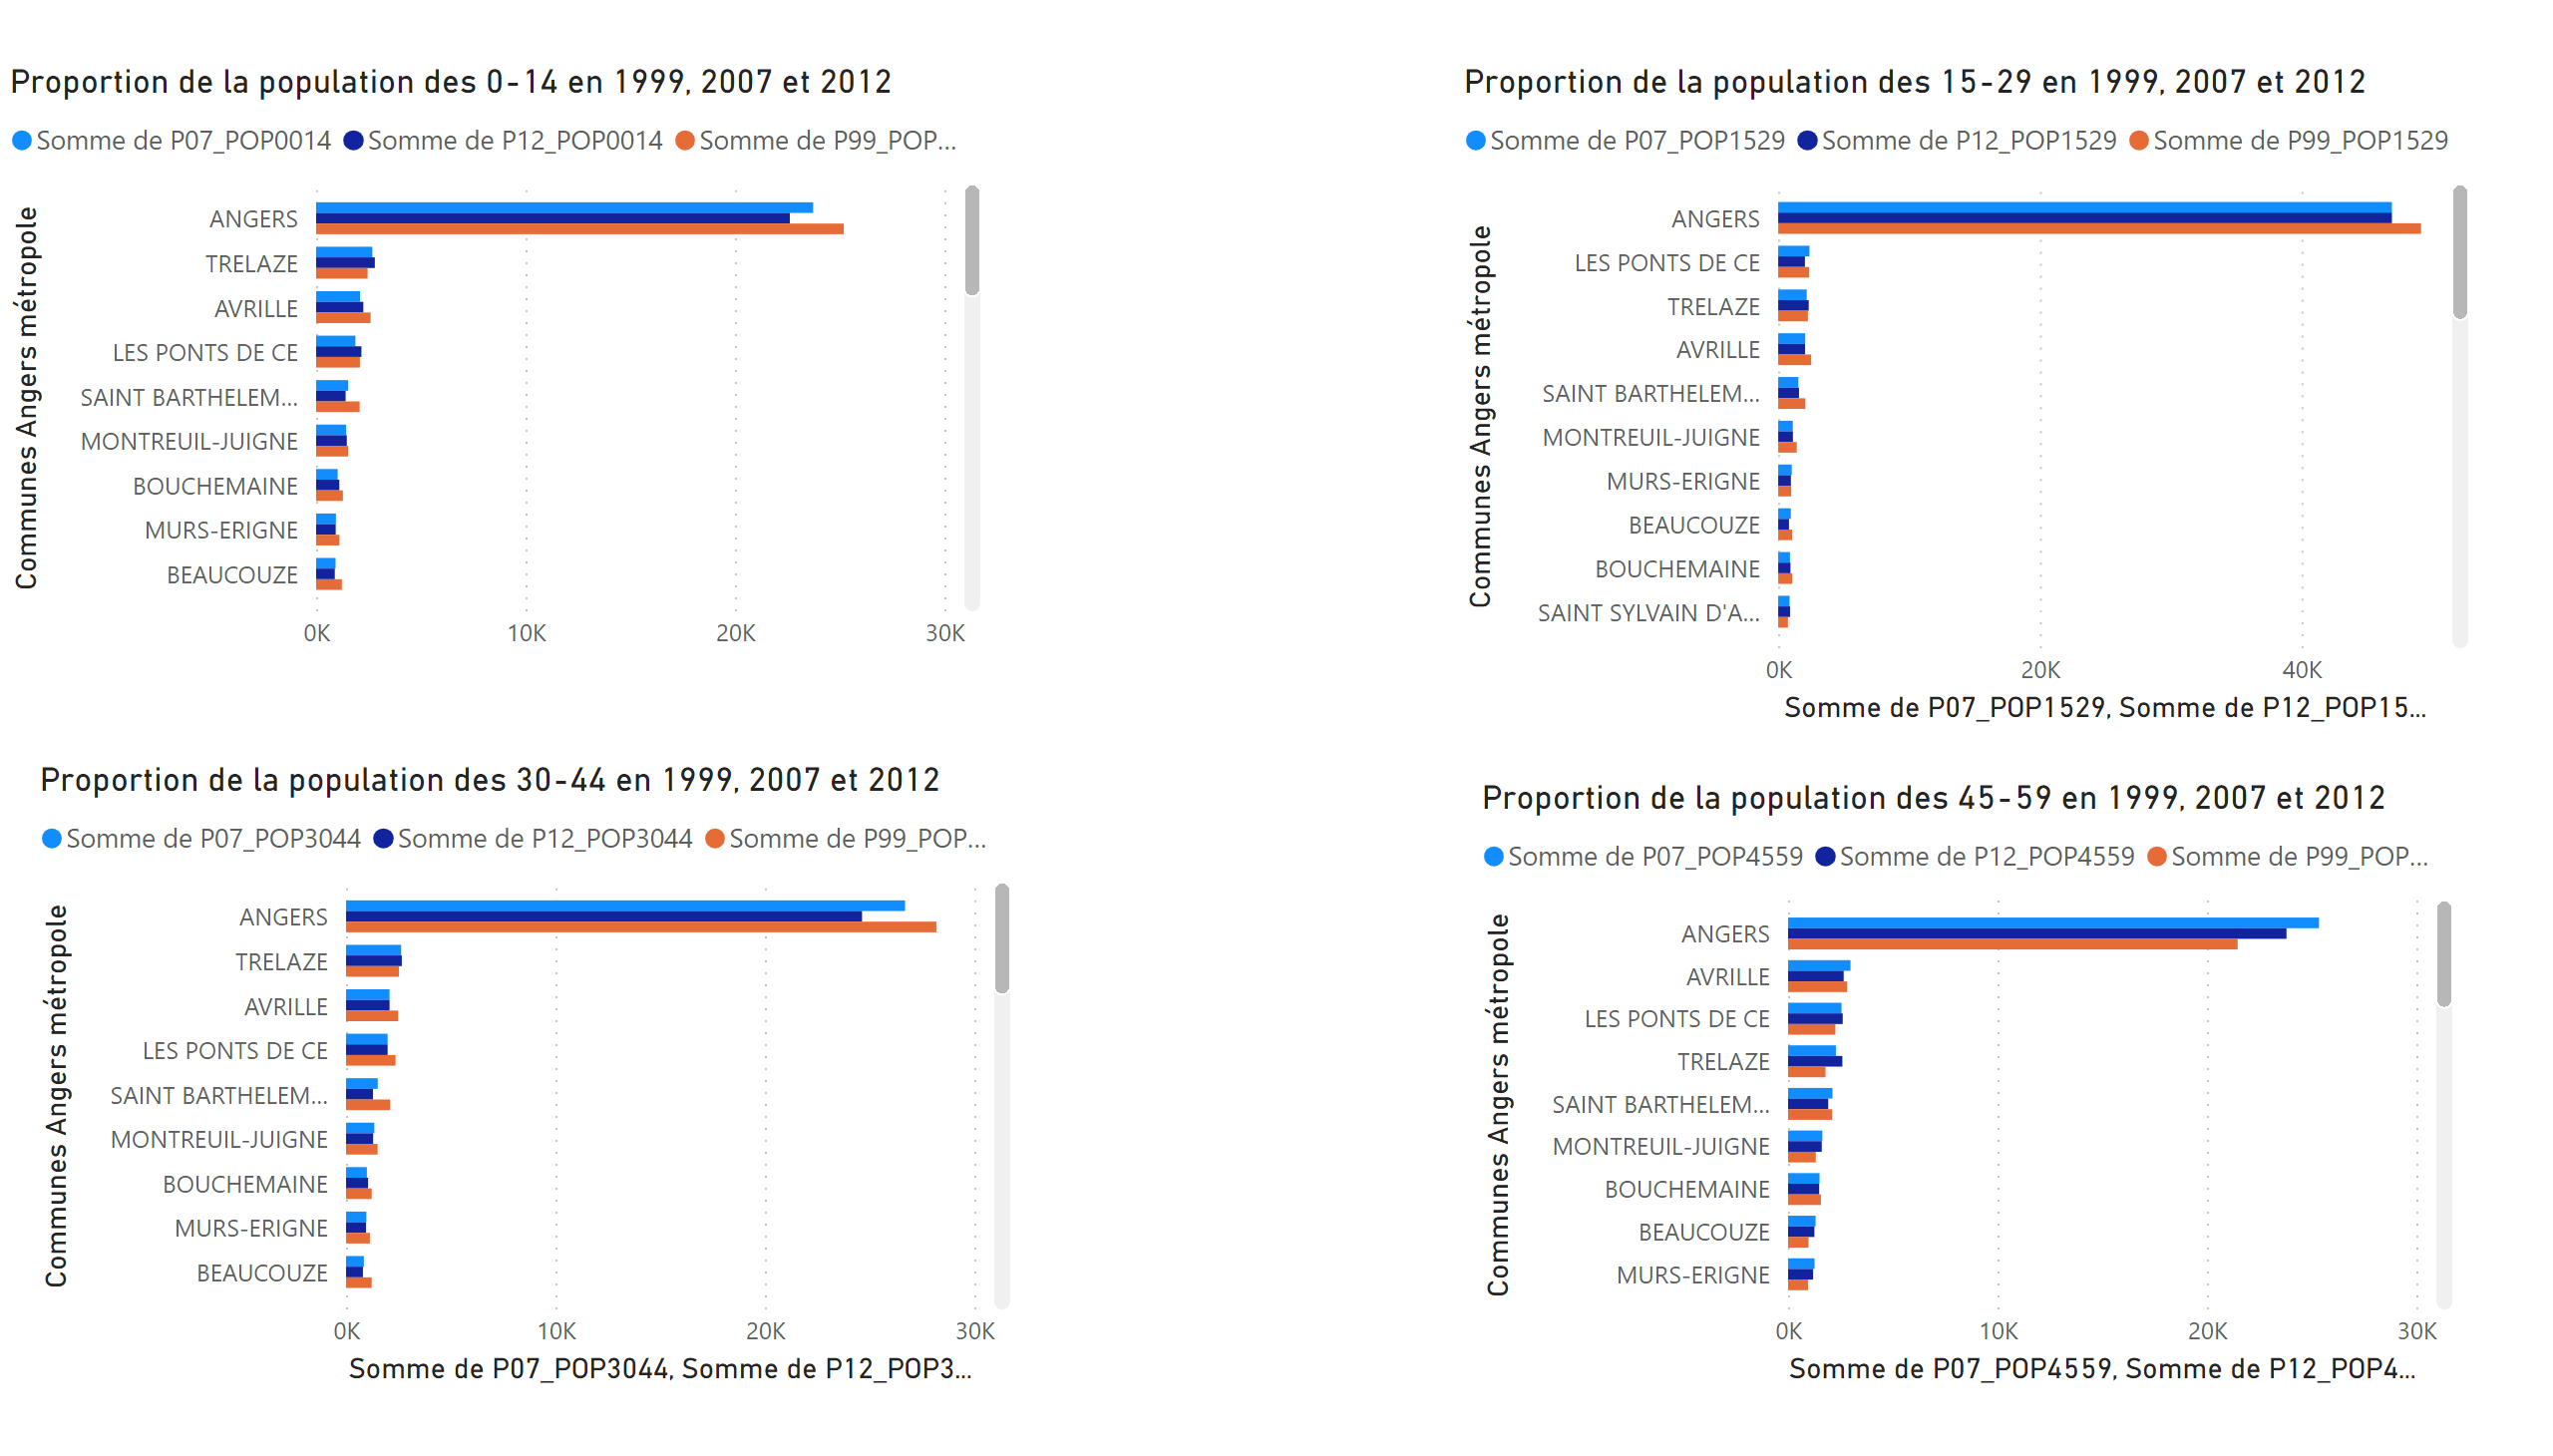 Proportion de la population des 0-14 en 1999, 2007 et 2012
Somme de P07_POP0014 Somme de P12_POP0014 Somme de P99_POP...
Communes Angers métropole
ANGERS
TRELAZE
AVRILLE
LES PONTS DE CE
SAINT BARTHELEM...
MONTREUIL-JUIGNE
BOUCHEMAINE
MURS-ERIGNE
BEAUCOUZE
0K 10K 20K 30K
Proportion de la population des 15-29 en 1999, 2007 et 2012
Somme de P07_POP1529 Somme de P12_POP1529 Somme de P99_POP1529
Communes Angers métropole
ANGERS
LES PONTS DE CE
TRELAZE
AVRILLE
SAINT BARTHELEM...
MONTREUIL-JUIGNE
MURS-ERIGNE
BEAUCOUZE
BOUCHEMAINE
SAINT SYLVAIN D'A...
0K 20K 40K
Somme de P07_POP1529, Somme de P12_POP15...
Proportion de la population des 30-44 en 1999, 2007 et 2012
Somme de P07_POP3044 Somme de P12_POP3044 Somme de P99_POP...
Communes Angers métropole
ANGERS
TRELAZE
AVRILLE
LES PONTS DE CE
SAINT BARTHELEM...
MONTREUIL-JUIGNE
BOUCHEMAINE
MURS-ERIGNE
BEAUCOUZE
0K 10K 20K 30K
Somme de P07_POP3044, Somme de P12_POP3...
Proportion de la population des 45-59 en 1999, 2007 et 2012
Somme de P07_POP4559 Somme de P12_POP4559 Somme de P99_POP...
Communes Angers métropole
ANGERS
AVRILLE
LES PONTS DE CE
TRELAZE
SAINT BARTHELEM...
MONTREUIL-JUIGNE
BOUCHEMAINE
BEAUCOUZE
MURS-ERIGNE
0K 10K 20K 30K
Somme de P07_POP4559, Somme de P12_POP4...